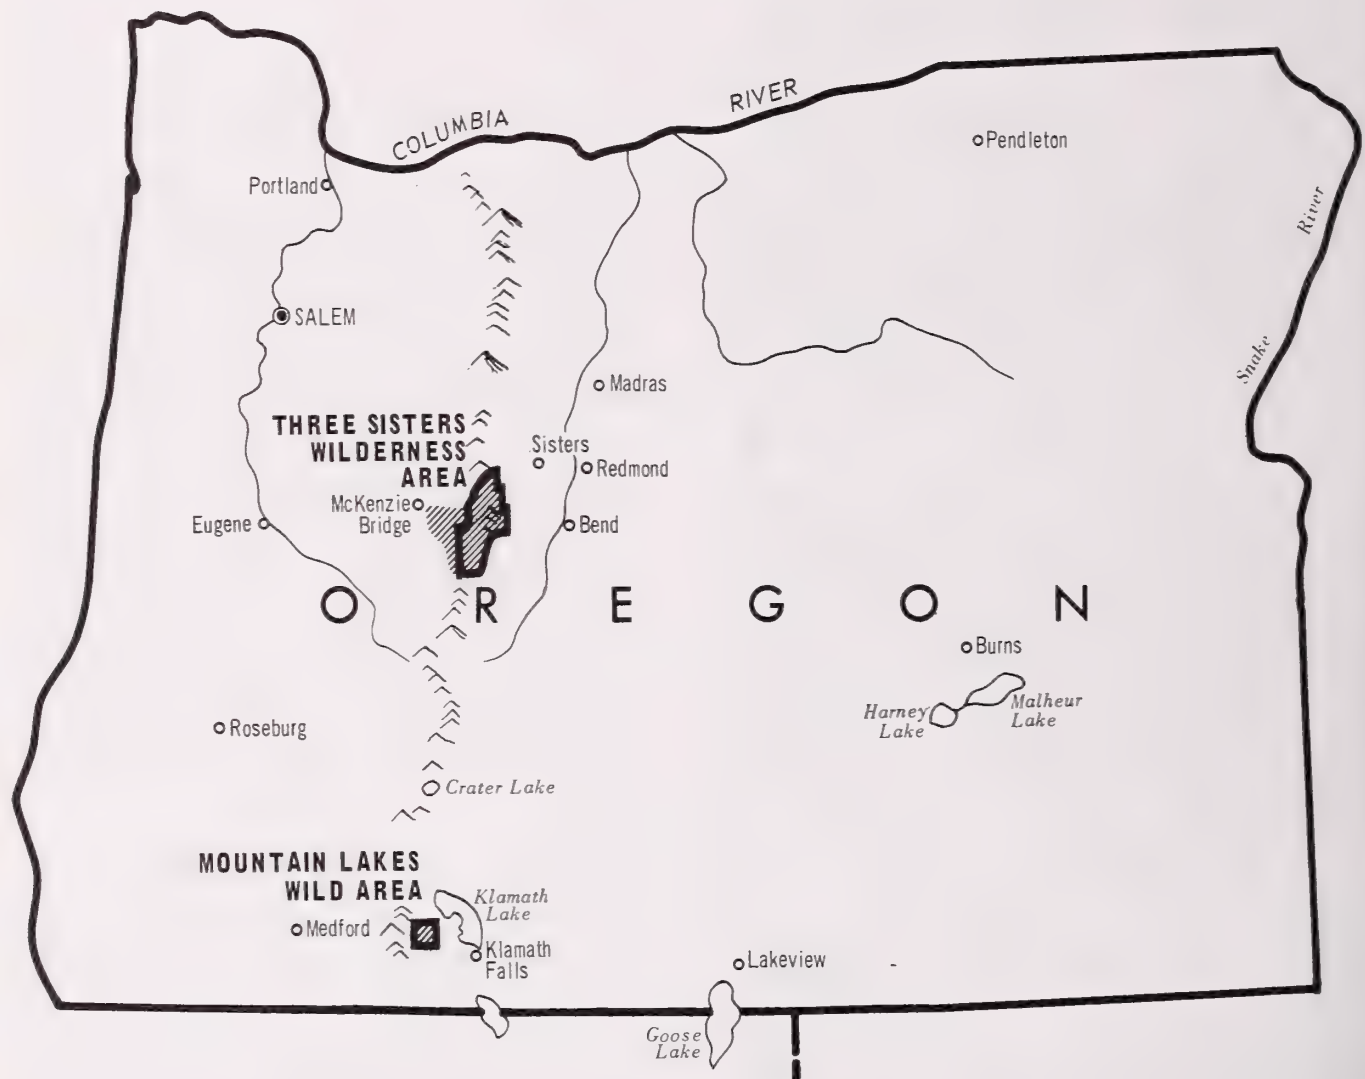 COLUMBIA
RIVER
Pendleton
Portland
River
SALEM
Snake
Madras
THREE SISTERS
WILDERNESS
AREA
Sisters
Redmond
McKenzie
Bridge
Eugene
Bend
OREGON
Burns
Harney
Lake
Malheur
Lake
Roseburg
Crater Lake
MOUNTAIN LAKES
WILD AREA
Klamath
Lake
Medford
Klamath
Falls
Lakeview
Goose
Lake